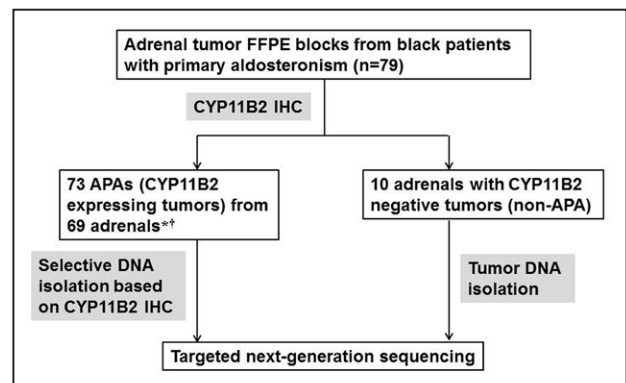 Adrenal tumor FFPE blocks from black patients
with primary aldosteronism (n=79)
CYP11B2 IHC
73 APAs (CYP11B2
expressing tumors) from
69 adrenals*†
10 adrenals with CYP11B2
negative tumors (non-APA)
Selective DNA
isolation based
on CYP11B2 IHC
Tumor DNA
isolation
Targeted next-generation sequencing